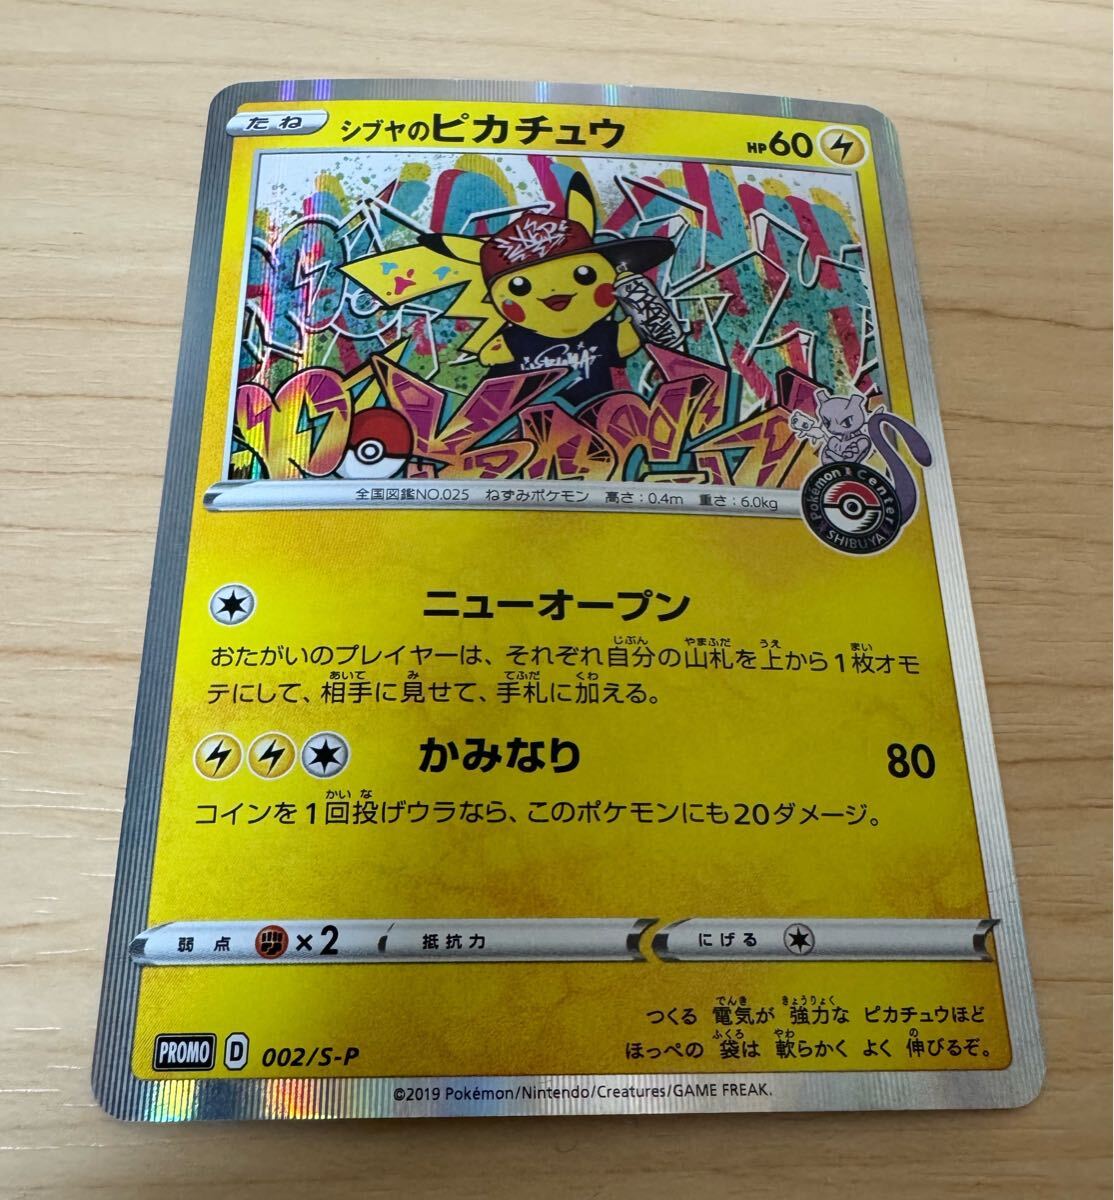 たね シブヤのピカチュウ HP60
全国図鑑NO.025 ねずみポケモン 高さ:0.4m 重さ:6.0kg
Pokémon Center
SHIBUYA
ニューオープン
おたがいのプレイヤーは、それぞれ自分の山札を上から1枚オモ
テにして、相手に見せて、手札に加える。
かみなり 80
コインを1回投げウラなら、このポケモンにも20ダメージ。
弱点 ×2 抵抗力 にげる
つくる 電気が 強力な ピカチュウほど
ほっぺの 袋は 軟らかく よく 伸びるぞ。
PROMO D 002/S-P
©2019 Pokémon/Nintendo/Creatures/GAME FREAK.